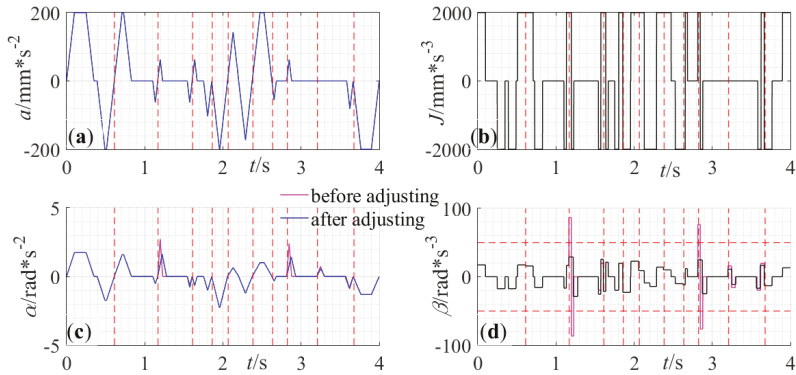 200
0
-200
a/mm*s-2
(a)
0 1 2 3 4
t/s
2000
0
-2000
J/mm*s-3
(b)
0 1 2 3 4
t/s
before adjusting
after adjusting
5
0
-5
α/rad*s-2
(c)
0 1 2 3 4
t/s
100
0
-100
β/rad*s-3
(d)
0 1 2 3 4
t/s